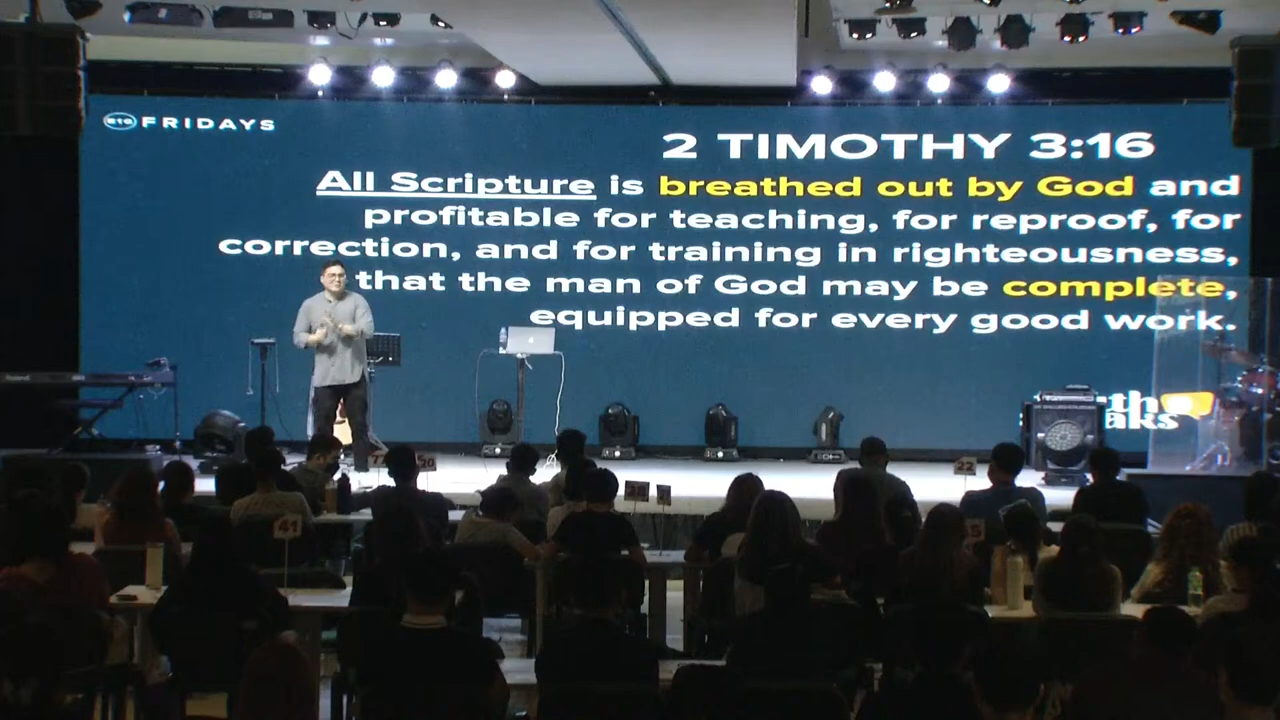 B1G FRIDAYS
2 TIMOTHY 3:16
All Scripture is breathed out by God and
profitable for teaching, for reproof, for
correction, and for training in righteousness,
that the man of God may be complete,
equipped for every good work.
22
41